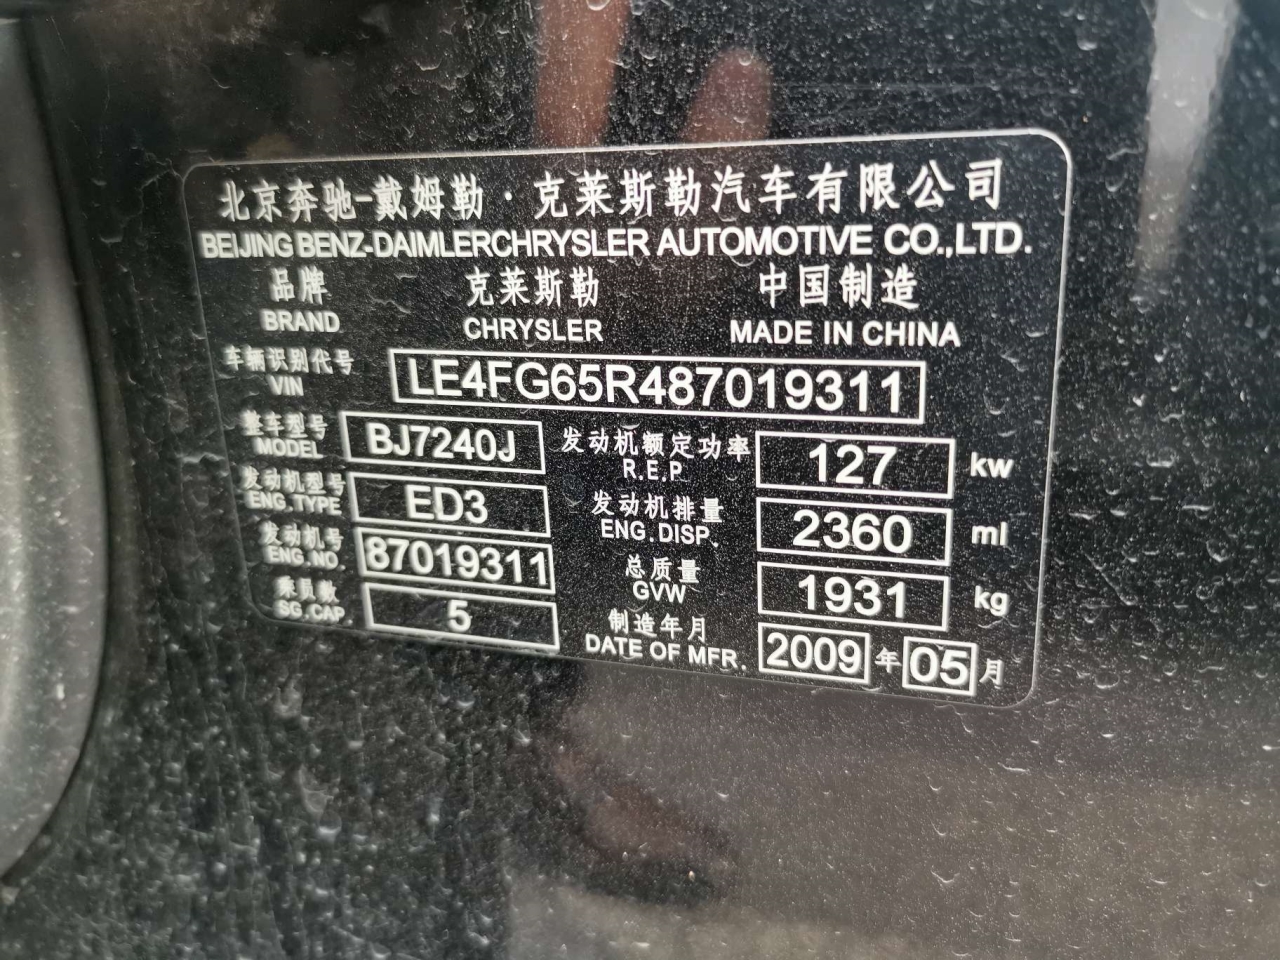 北京奔驰-戴姆勒·克莱斯勒汽车有限公司
BEIJING BENZ-DAIMLERCHRYSLER AUTOMOTIVE CO.,LTD.
品牌 克莱斯勒 中国制造
BRAND CHRYSLER MADE IN CHINA
车辆识别代号
VIN LE4FG65R487019311
整车型号
MODEL BJ7240J
发动机额定功率
R.E.P 127 kw
发动机型号
ENG.TYPE ED3
发动机排量
ENG.DISP. 2360 ml
发动机号
ENG.NO. 87019311
总质量
GVW 1931 kg
乘员数
SG.CAP. 5
制造年月
DATE OF MFR. 2009 年 05 月